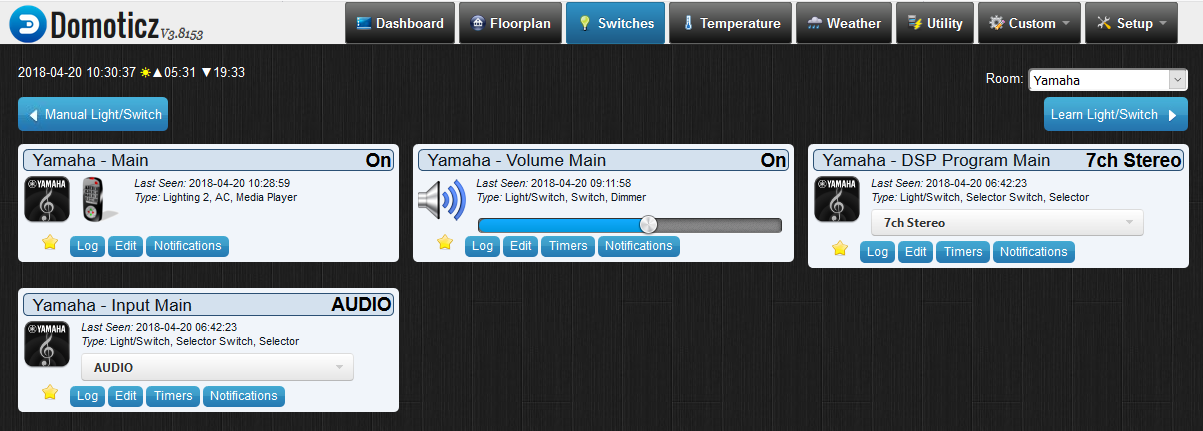 Domoticz V3.8153
Dashboard Floorplan Switches Temperature Weather Utility Custom Setup
2018-04-20 10:30:37 ☀▲05:31 ▼19:33
Room: Yamaha
Manual Light/Switch
Learn Light/Switch
Yamaha - Main On
YAMAHA
Last Seen: 2018-04-20 10:28:59
Type: Lighting 2, AC, Media Player
Log Edit Notifications
Yamaha - Volume Main On
Last Seen: 2018-04-20 09:11:58
Type: Light/Switch, Switch, Dimmer
Log Edit Timers Notifications
Yamaha - DSP Program Main 7ch Stereo
YAMAHA
Last Seen: 2018-04-20 06:42:23
Type: Light/Switch, Selector Switch, Selector
7ch Stereo
Log Edit Timers Notifications
Yamaha - Input Main AUDIO
YAMAHA
Last Seen: 2018-04-20 06:42:23
Type: Light/Switch, Selector Switch, Selector
AUDIO
Log Edit Timers Notifications